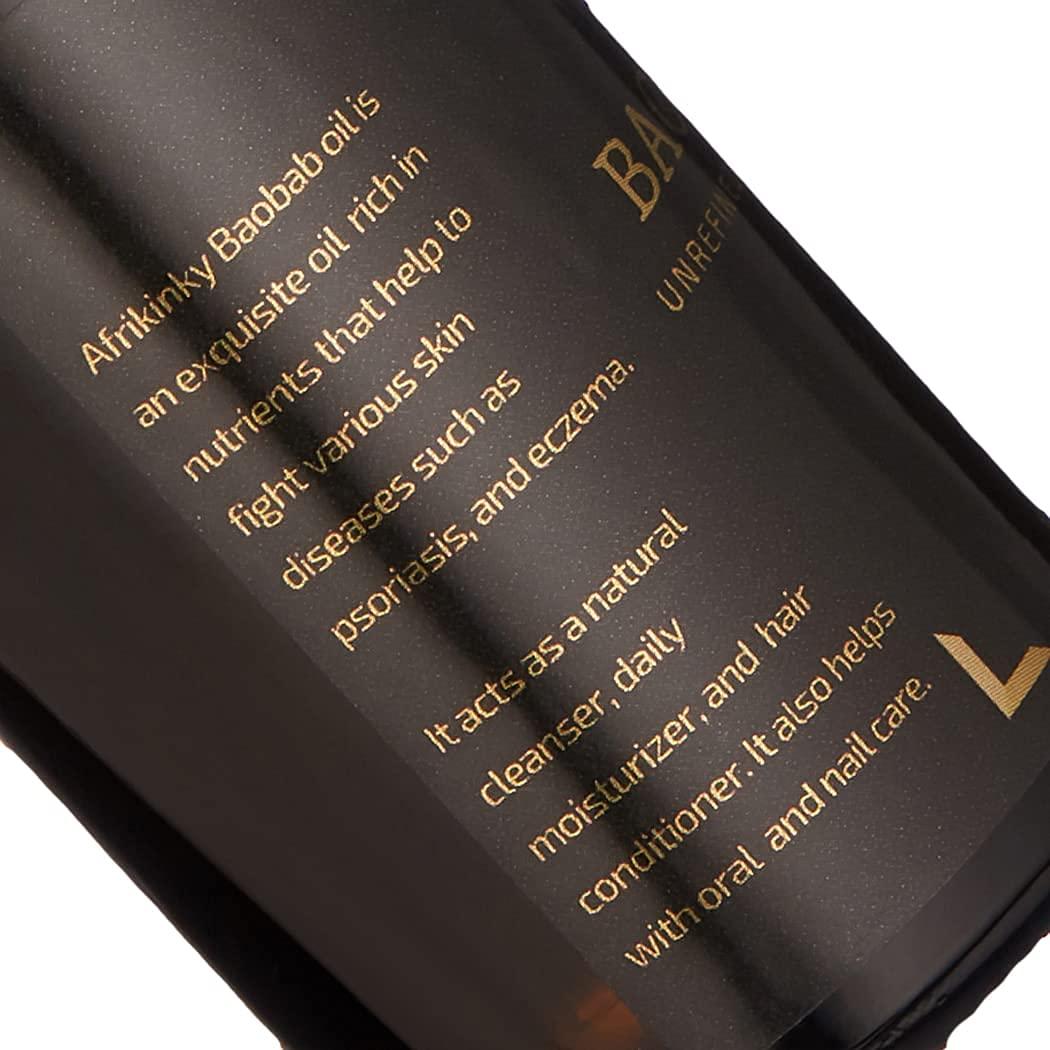 Afrikinky Baobab oil is
an exquisite oil rich in
nutrients that help to
fight various skin
diseases such as
psoriasis, and eczema.
It acts as a natural
cleanser, daily
moisturizer, and hair
conditioner. It also helps
with oral and nail care.